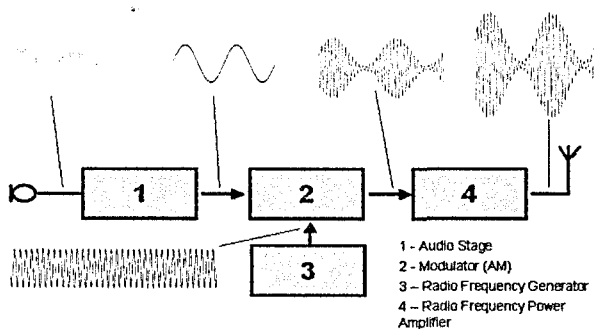 1
2
4
3
1 - Audio Stage
2 - Modulator (AM)
3 – Radio Frequency Generator
4 – Radio Frequency Power
Amplifier